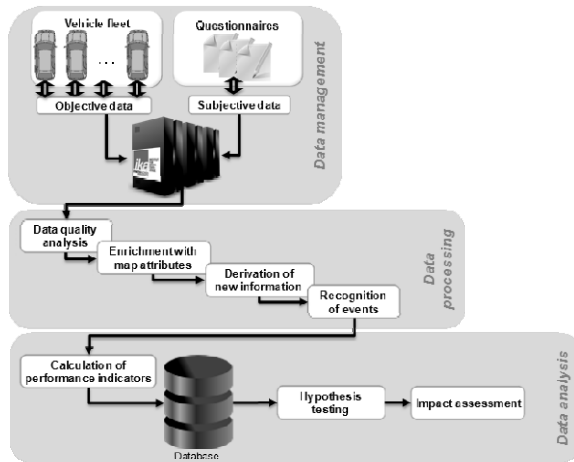 Vehicle fleet
Questionnaires
...
Objective data
Subjective data
ika
Data management
Data quality
analysis
Enrichment with
map attributes
Derivation of
new information
Recognition
of events
Data
processing
Calculation of
performance indicators
Database
Hypothesis
testing
Impact assessment
Data analysis